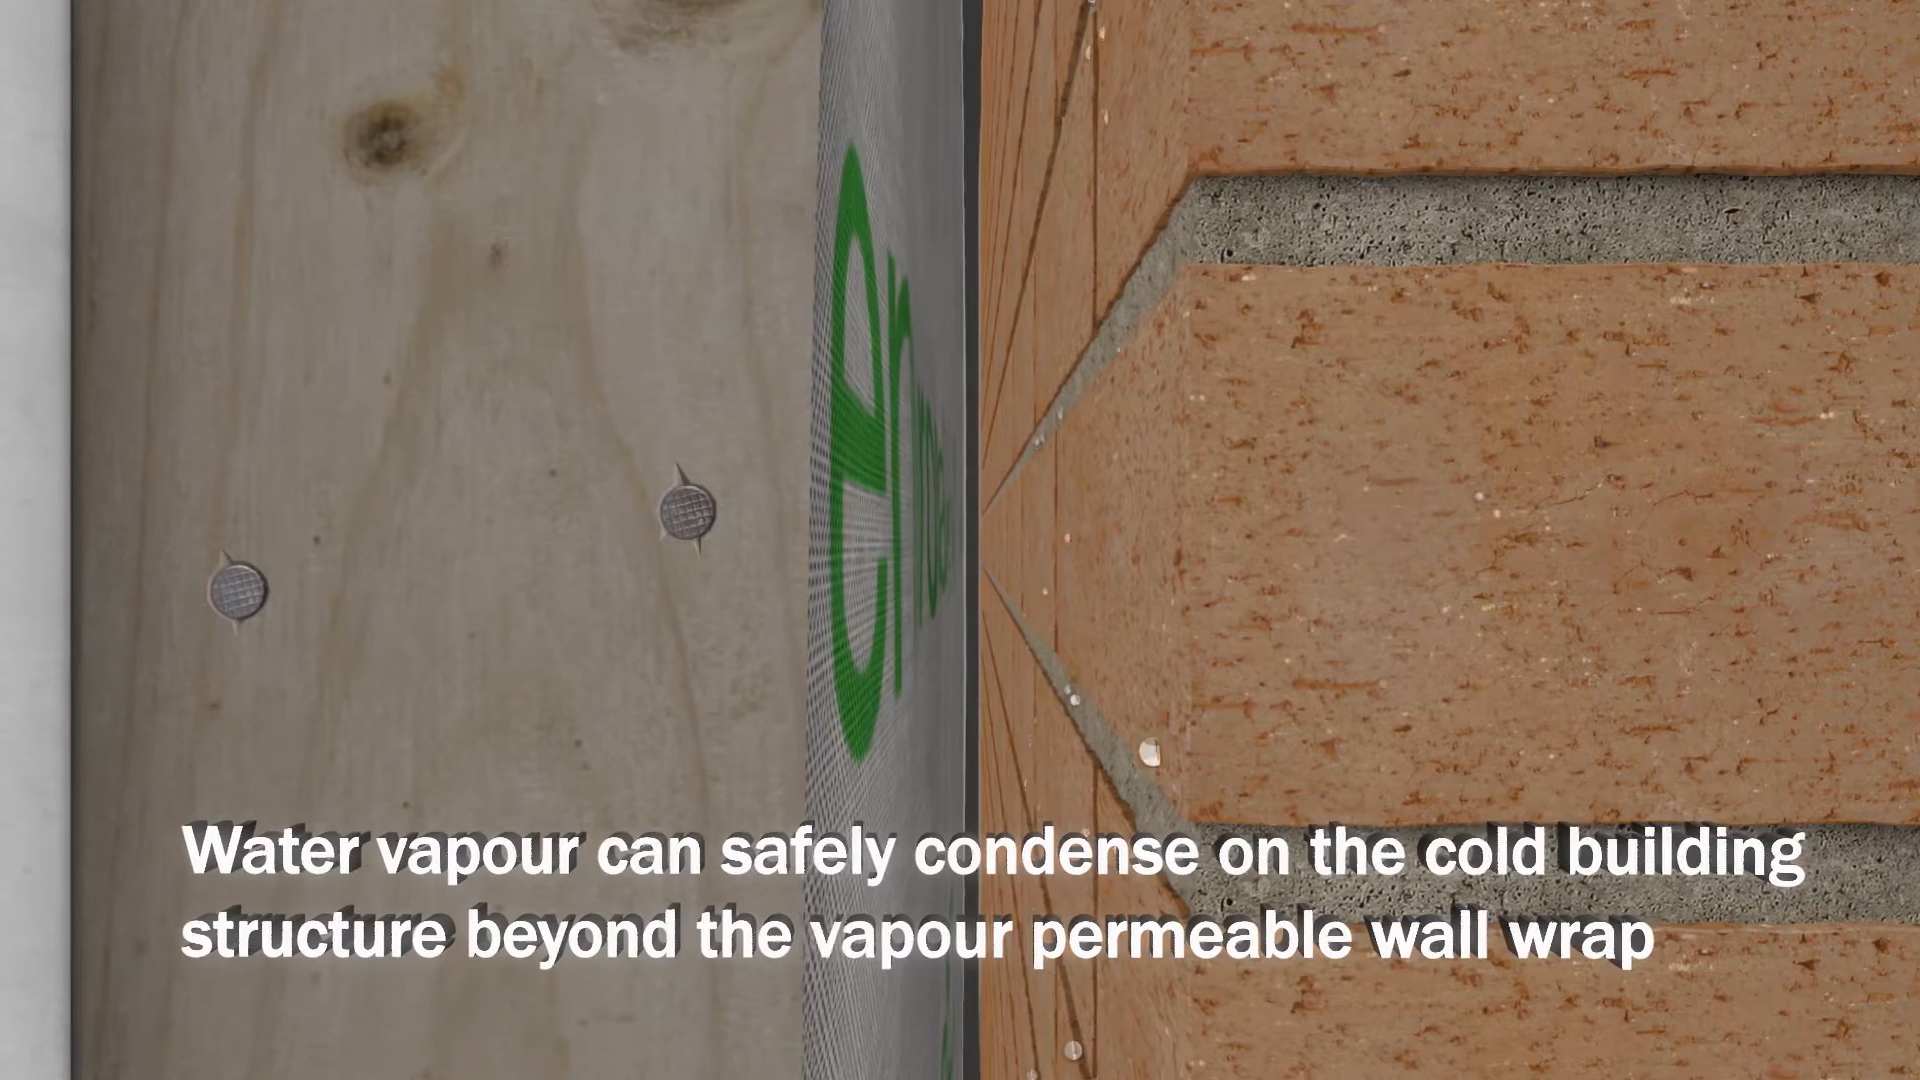 Water vapour can safely condense on the cold building
structure beyond the vapour permeable wall wrap